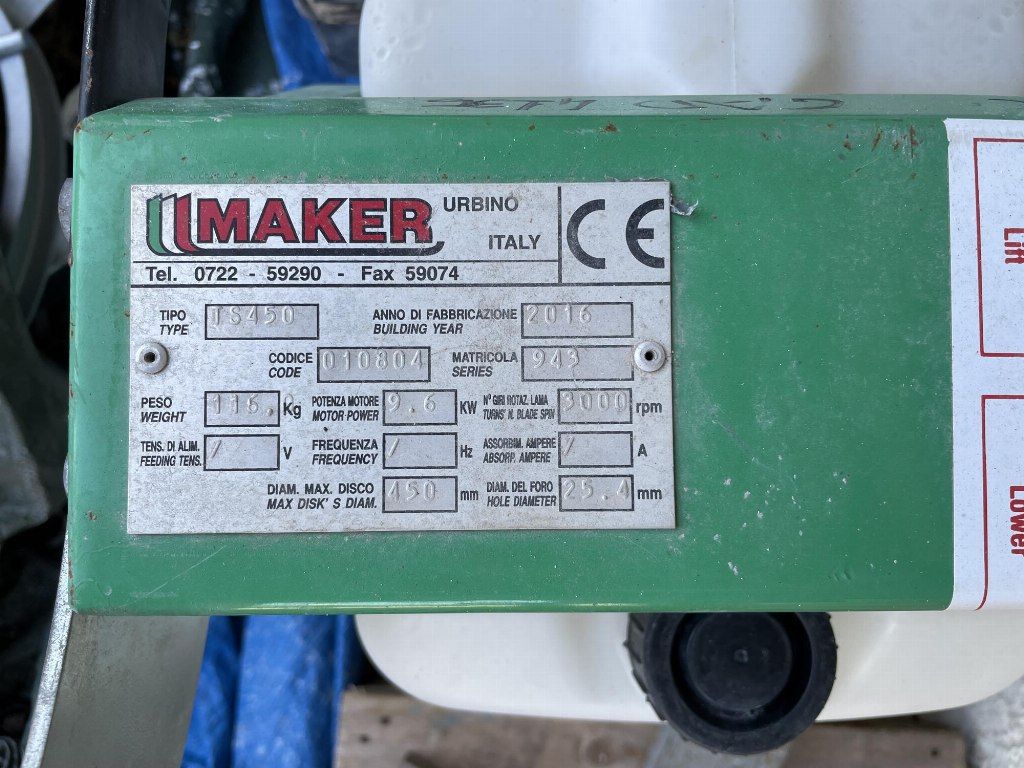 MAKER URBINO
ITALY
CE
Tel. 0722 - 59290 - Fax 59074
TIPO TS450 ANNO DI FABBRICAZIONE 2016
TYPE BUILDING YEAR
CODICE 010804 MATRICOLA 943
CODE SERIES
PESO 116, Kg POTENZA MOTORE 9.6 KW N° GIRI ROTAZ. LAMA 3000 rpm
WEIGHT MOTOR POWER TURNS' N. BLADE SPIN
TENS. DI ALIM. / V FREQUENZA / Hz ASSORBIM. AMPERE / A
FEEDING TENS. FREQUENCY ABSORP. AMPERE
DIAM. MAX. DISCO 450 mm DIAM. DEL FORO 25.4 mm
MAX DISK' S DIAM. HOLE DIAMETER
Lift
Lower